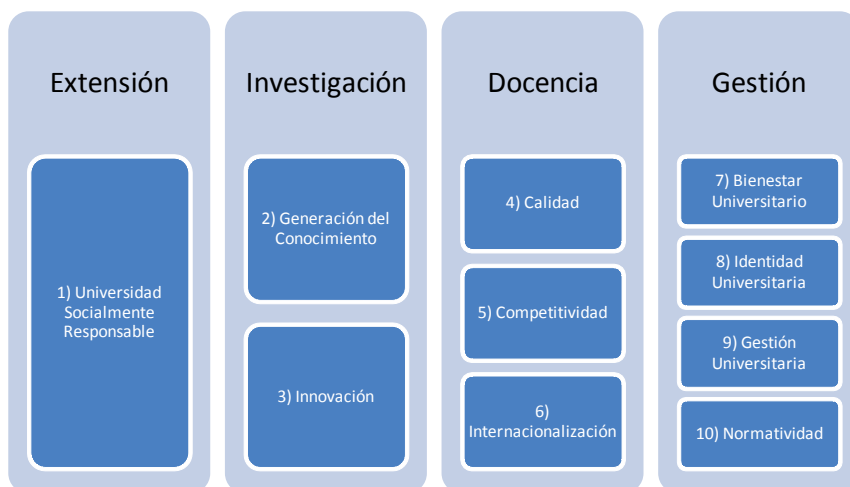 Extensión
1) Universidad
Socialmente
Responsable
Investigación
2) Generación del
Conocimiento
3) Innovación
Docencia
4) Calidad
5) Competitividad
6)
Internacionalización
Gestión
7) Bienestar
Universitario
8) Identidad
Universitaria
9) Gestión
Universitaria
10) Normatividad